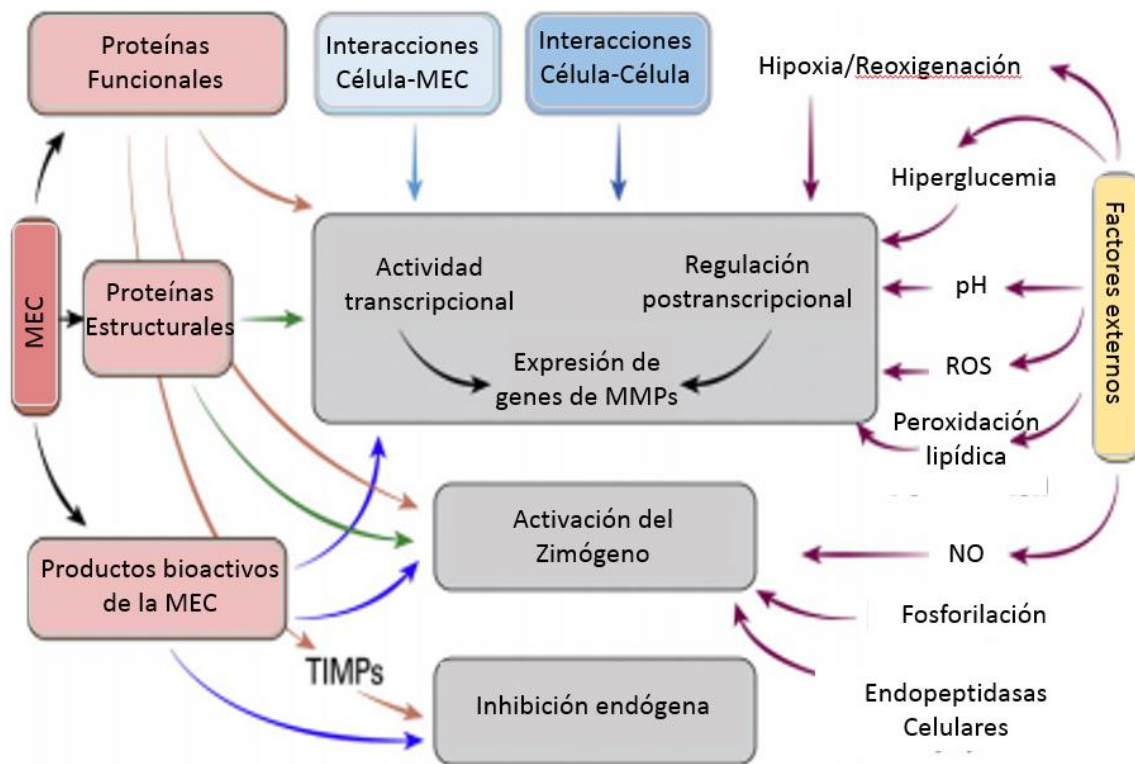 Proteínas
Funcionales
Interacciones
Célula-MEC
Interacciones
Célula-Célula
Hipoxia/Reoxigenación
Hiperglucemia
Factores externos
MEC
Proteínas
Estructurales
Actividad
transcripcional
Regulación
postranscripcional
pH
Expresión de
genes de MMPs
ROS
Peroxidación
lipídica
Productos bioactivos
de la MEC
Activación del
Zimógeno
NO
Fosforilación
TIMPs
Inhibición endógena
Endopeptidasas
Celulares